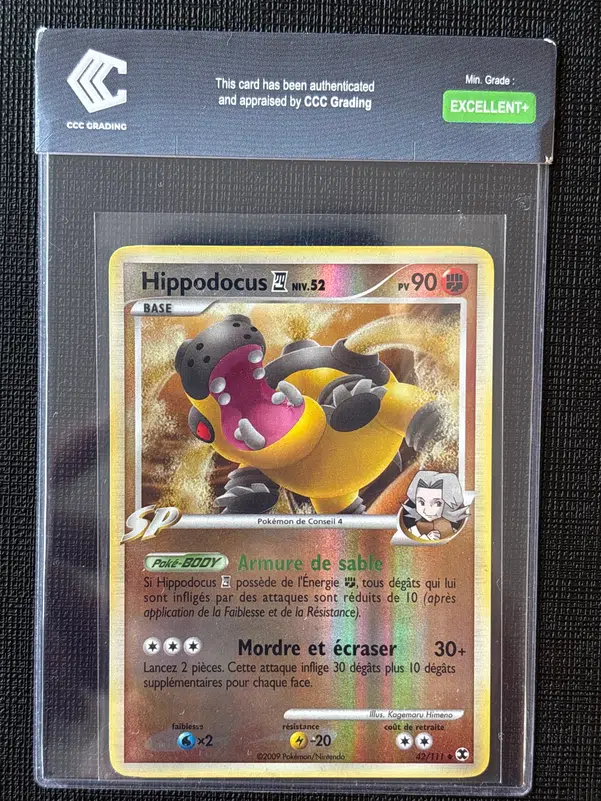 CCC GRADING
This card has been authenticated
and appraised by CCC Grading
Min. Grade :
EXCELLENT+
Hippodocus NIV.52 PV 90
BASE
SP
Pokémon de Conseil 4
Poké-BODY Armure de sable
Si Hippodocus possède de l'Énergie , tous dégâts qui lui
sont infligés par des attaques sont réduits de 10 (après
application de la Faiblesse et de la Résistance).
Mordre et écraser 30+
Lancez 2 pièces. Cette attaque inflige 30 dégâts plus 10 dégâts
supplémentaires pour chaque face.
Illus. Kagemaru Himeno
faiblesse résistance coût de retraite
×2 -20
©2009 Pokémon/Nintendo 42/111